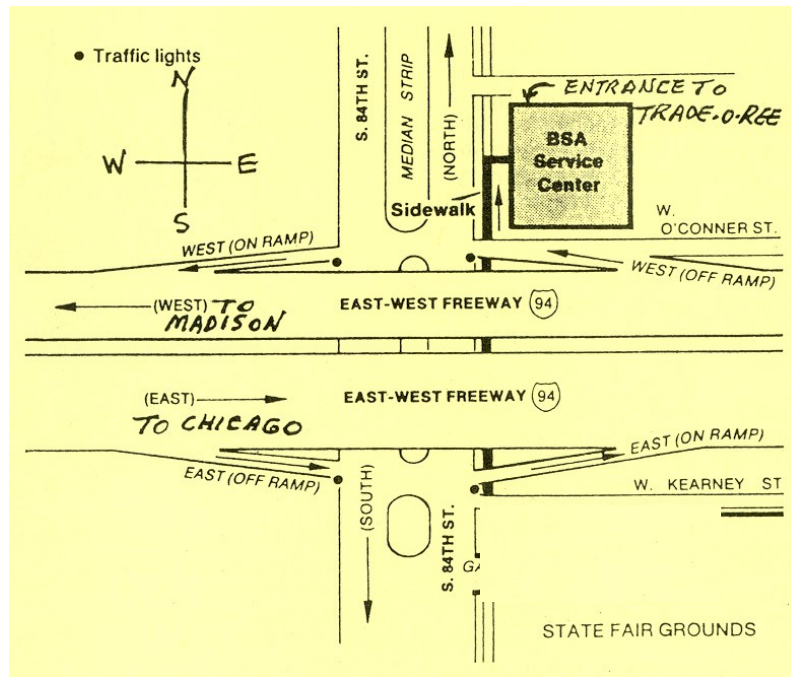 • Traffic lights
N
W
E
S
S. 84TH ST.
MEDIAN STRIP
(NORTH)
ENTRANCE TO
TRADE-O-REE
BSA
Service
Center
Sidewalk
W.
O'CONNER ST.
WEST (ON RAMP)
WEST (OFF RAMP)
(WEST) TO
MADISON
EAST-WEST FREEWAY 94
(EAST)
TO CHICAGO
EAST-WEST FREEWAY 94
EAST (OFF RAMP)
EAST (ON RAMP)
W. KEARNEY ST
(SOUTH)
S. 84TH ST.
STATE FAIR GROUNDS